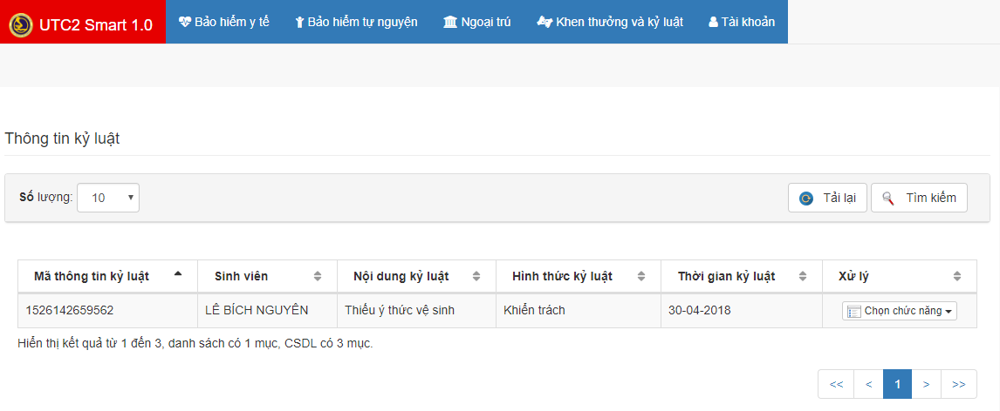 UTC2 Smart 1.0 Bảo hiểm y tế Bảo hiểm tự nguyện Ngoại trú Khen thưởng và kỷ luật Tài khoản
Thông tin kỷ luật
Số lượng: 10 Tải lại Tìm kiếm
Mã thông tin kỷ luật Sinh viên Nội dung kỷ luật Hình thức kỷ luật Thời gian kỷ luật Xử lý
1526142659562 LÊ BÍCH NGUYÊN Thiếu ý thức vệ sinh Khiển trách 30-04-2018 Chọn chức năng
Hiển thị kết quả từ 1 đến 3, danh sách có 1 mục, CSDL có 3 mục.
<< < 1 > >>